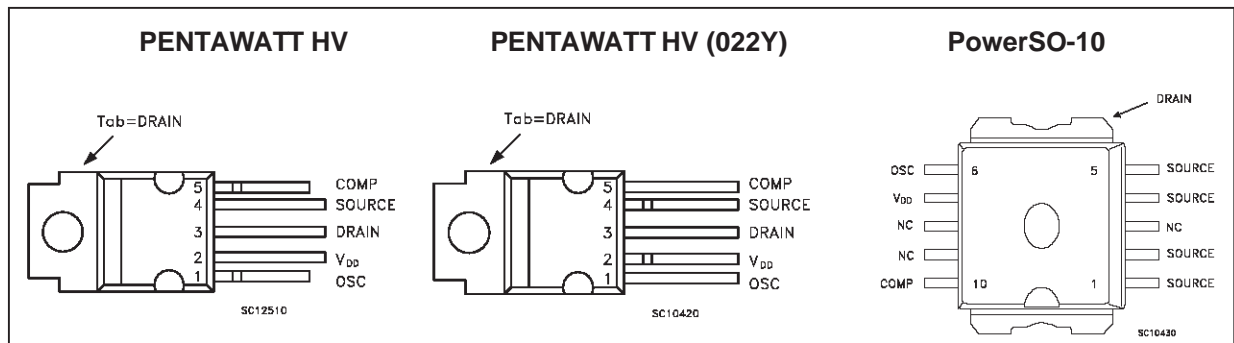 PENTAWATT HV
Tab=DRAIN
5 COMP
4 SOURCE
3 DRAIN
2 VDD
1 OSC
SC12510
PENTAWATT HV (022Y)
Tab=DRAIN
5 COMP
4 SOURCE
3 DRAIN
2 VDD
1 OSC
SC10420
PowerSO-10
DRAIN
OSC 6 5 SOURCE
VDD SOURCE
NC NC
NC SOURCE
COMP 10 1 SOURCE
SC10430